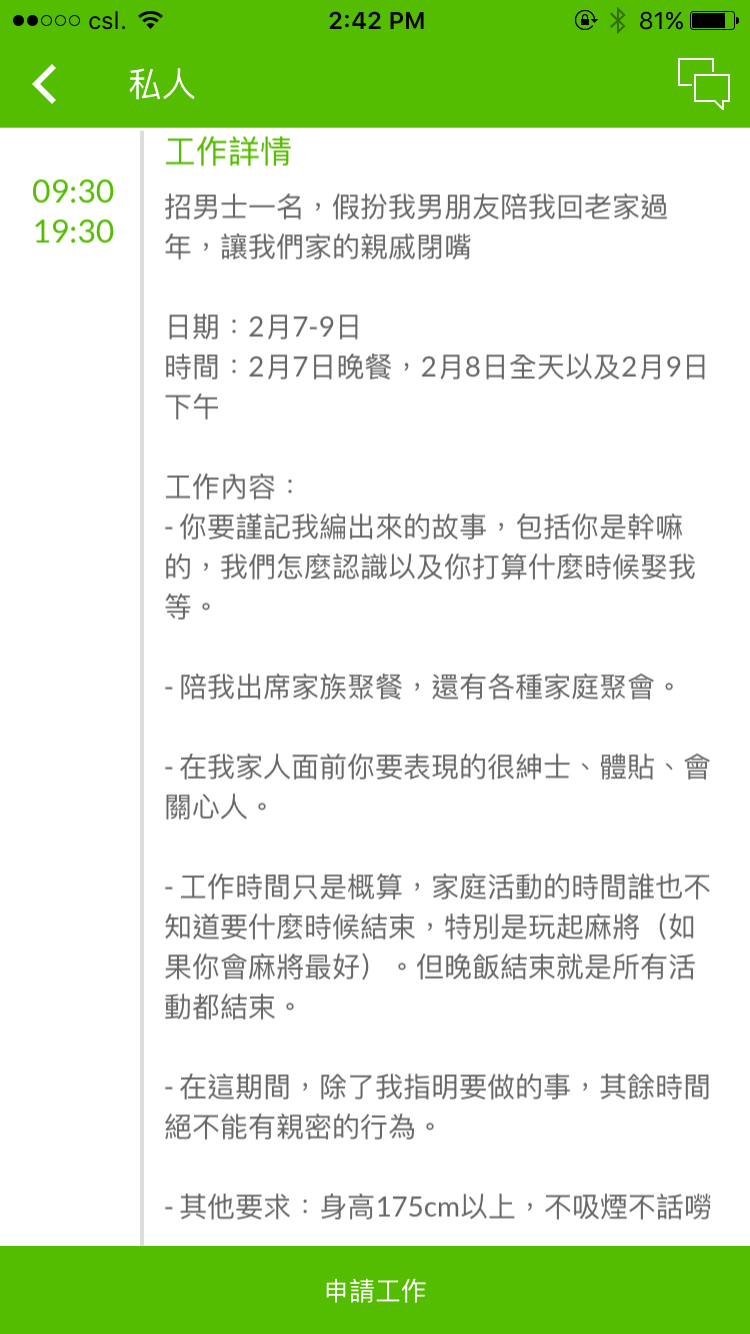 csl.
2:42 PM
81%
私人
09:30
19:30
工作詳情
招男士一名，假扮我男朋友陪我回老家過
年，讓我們家的親戚閉嘴
日期：2月7-9日
時間：2月7日晚餐，2月8日全天以及2月9日
下午
工作內容：
- 你要謹記我編出來的故事，包括你是幹嘛
的，我們怎麼認識以及你打算什麼時候娶我
等。
- 陪我出席家族聚餐，還有各種家庭聚會。
- 在我家人面前你要表現的很紳士、體貼、會
關心人。
- 工作時間只是概算，家庭活動的時間誰也不
知道要什麼時候結束，特別是玩起麻將（如
果你會麻將最好）。但晚飯結束就是所有活
動都結束。
- 在這期間，除了我指明要做的事，其餘時間
絕不能有親密的行為。
- 其他要求：身高175cm以上，不吸煙不話嘮
申請工作